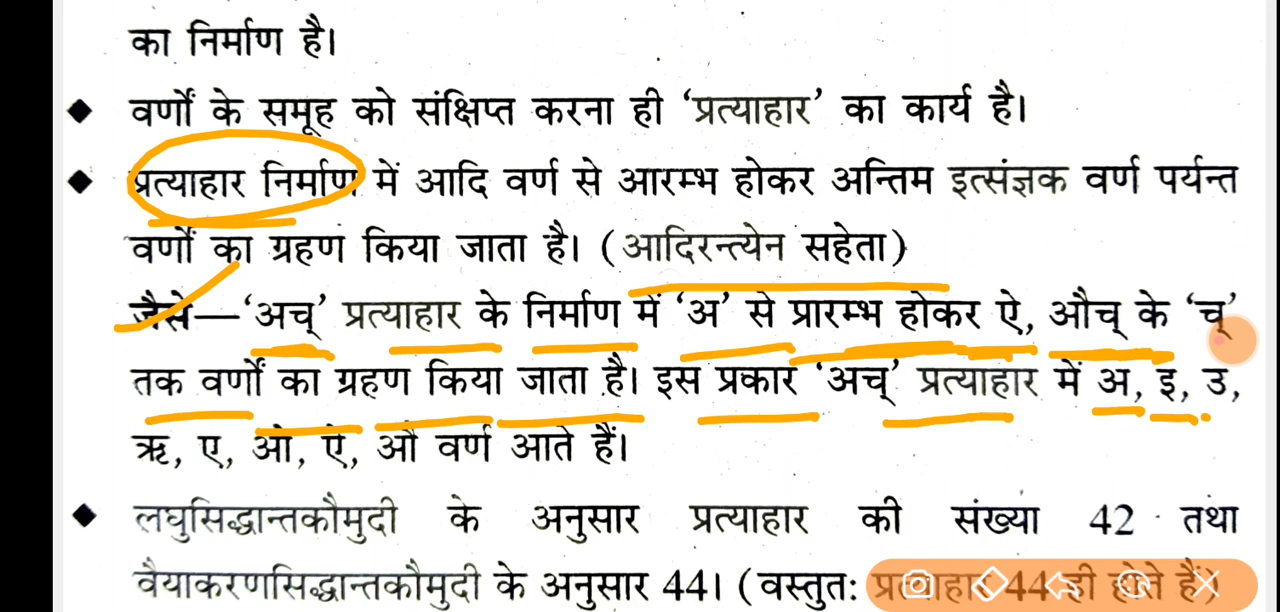 का निर्माण है।
◆ वर्णों के समूह को संक्षिप्त करना ही ‘प्रत्याहार’ का कार्य है।
◆ प्रत्याहार निर्माण में आदि वर्ण से आरम्भ होकर अन्तिम इत्संज्ञक वर्ण पर्यन्त
वर्णों का ग्रहण किया जाता है। (आदिरन्त्येन सहेता)
जैसे—‘अच्’ प्रत्याहार के निर्माण में ‘अ’ से प्रारम्भ होकर ऐ, औच् के ‘च्’
तक वर्णों का ग्रहण किया जाता है। इस प्रकार ‘अच्’ प्रत्याहार में अ, इ, उ,
ऋ, ए, ओ, ऐ, औ वर्ण आते हैं।
◆ लघुसिद्धान्तकौमुदी के अनुसार प्रत्याहार की संख्या 42 तथा
वैयाकरणसिद्धान्तकौमुदी के अनुसार 44। (वस्तुतः प्रत्याहार 44 ही होते हैं)